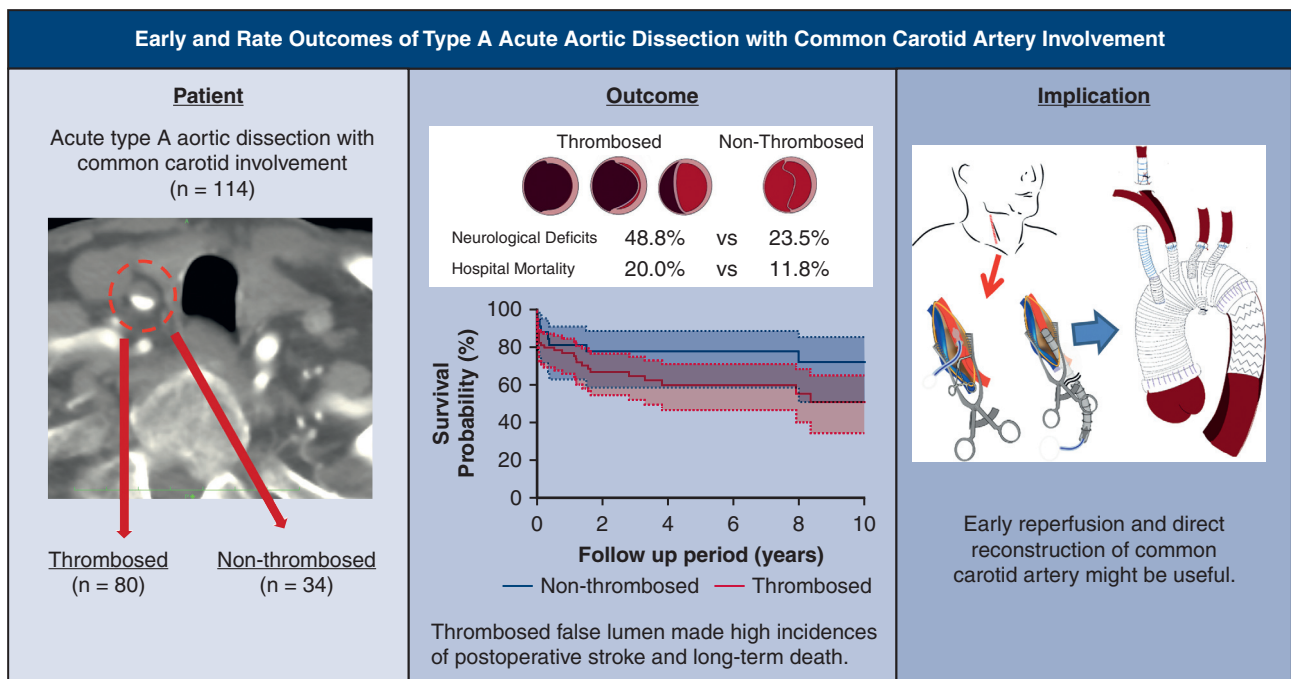 Early and Rate Outcomes of Type A Acute Aortic Dissection with Common Carotid Artery Involvement
Patient
Acute type A aortic dissection with
common carotid involvement
(n = 114)
Thrombosed
(n = 80)
Non-thrombosed
(n = 34)
Outcome
Thrombosed Non-Thrombosed
Neurological Deficits 48.8% vs 23.5%
Hospital Mortality 20.0% vs 11.8%
Survival
Probability (%)
100
80
60
40
20
0
0 2 4 6 8 10
Follow up period (years)
Non-thrombosed Thrombosed
Thrombosed false lumen made high incidences
of postoperative stroke and long-term death.
Implication
Early reperfusion and direct
reconstruction of common
carotid artery might be useful.